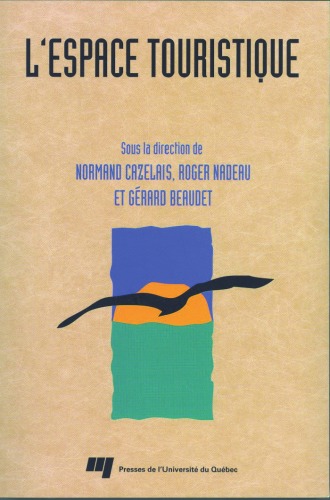 L'ESPACE TOURISTIQUE
Sous la direction de
NORMAND CAZELAIS, ROGER NADEAU
ET GÉRARD BEAUDET
Presses de l'Université du Québec